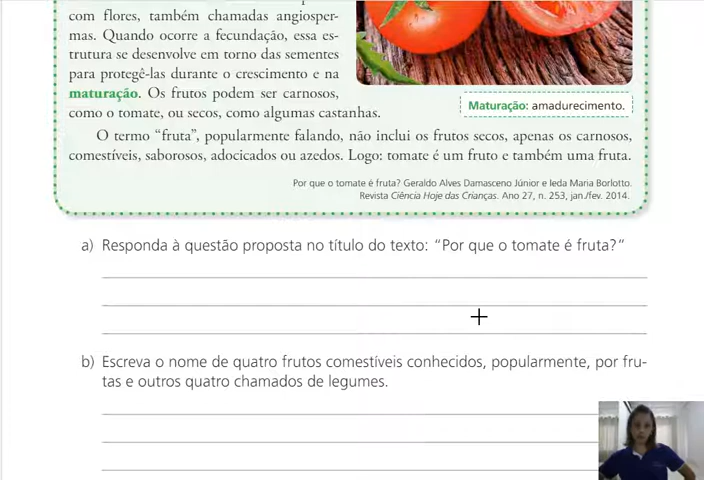 com flores, também chamadas angiosper-
mas. Quando ocorre a fecundação, essa es-
trutura se desenvolve em torno das sementes
para protegê-las durante o crescimento e na
maturação. Os frutos podem ser carnosos,
como o tomate, ou secos, como algumas castanhas.
Maturação: amadurecimento.
O termo “fruta”, popularmente falando, não inclui os frutos secos, apenas os carnosos,
comestíveis, saborosos, adocicados ou azedos. Logo: tomate é um fruto e também uma fruta.
Por que o tomate é fruta? Geraldo Alves Damasceno Júnior e Ieda Maria Borlotto.
Revista Ciência Hoje das Crianças. Ano 27, n. 253, jan./fev. 2014.
a) Responda à questão proposta no título do texto: “Por que o tomate é fruta?”
b) Escreva o nome de quatro frutos comestíveis conhecidos, popularmente, por fru-
tas e outros quatro chamados de legumes.